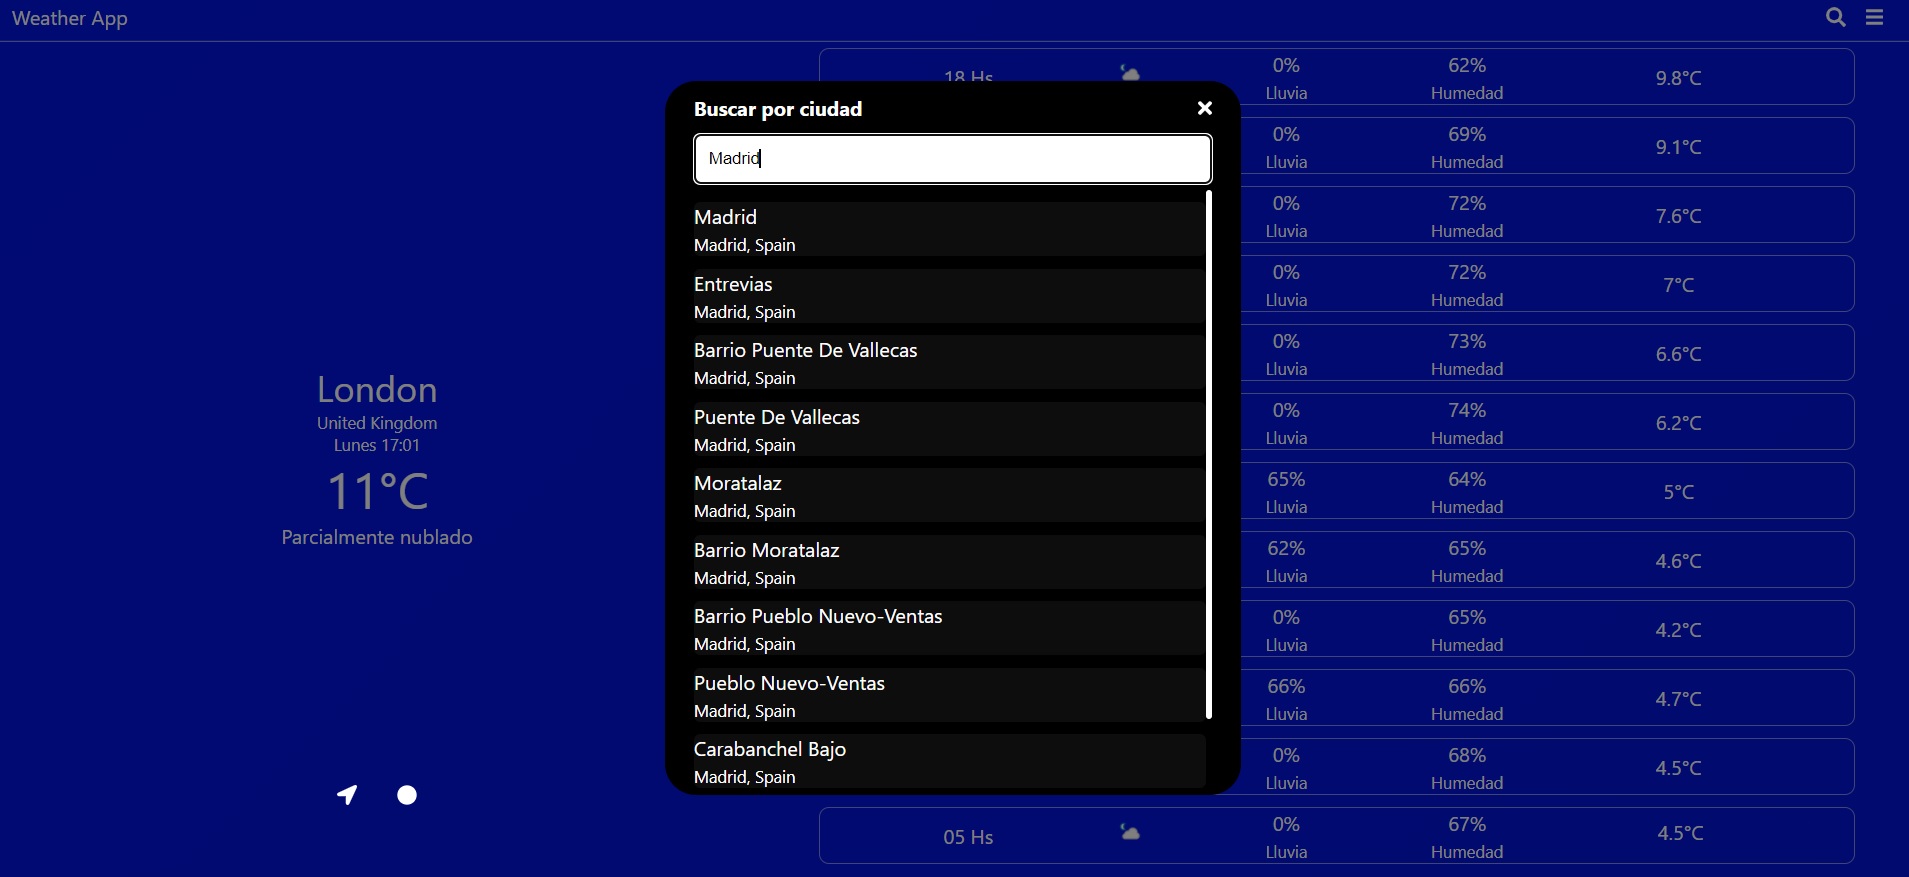 Weather App
London
United Kingdom
Lunes 17:01
11°C
Parcialmente nublado
Buscar por ciudad
Madrid
Madrid
Madrid, Spain
Entrevias
Madrid, Spain
Barrio Puente De Vallecas
Madrid, Spain
Puente De Vallecas
Madrid, Spain
Moratalaz
Madrid, Spain
Barrio Moratalaz
Madrid, Spain
Barrio Pueblo Nuevo-Ventas
Madrid, Spain
Pueblo Nuevo-Ventas
Madrid, Spain
Carabanchel Bajo
Madrid, Spain
18 Hs 0% 62% 9.8°C
Lluvia Humedad
0% 69% 9.1°C
Lluvia Humedad
0% 72% 7.6°C
Lluvia Humedad
0% 72% 7°C
Lluvia Humedad
0% 73% 6.6°C
Lluvia Humedad
0% 74% 6.2°C
Lluvia Humedad
65% 64% 5°C
Lluvia Humedad
62% 65% 4.6°C
Lluvia Humedad
0% 65% 4.2°C
Lluvia Humedad
66% 66% 4.7°C
Lluvia Humedad
0% 68% 4.5°C
Lluvia Humedad
05 Hs 0% 67% 4.5°C
Lluvia Humedad